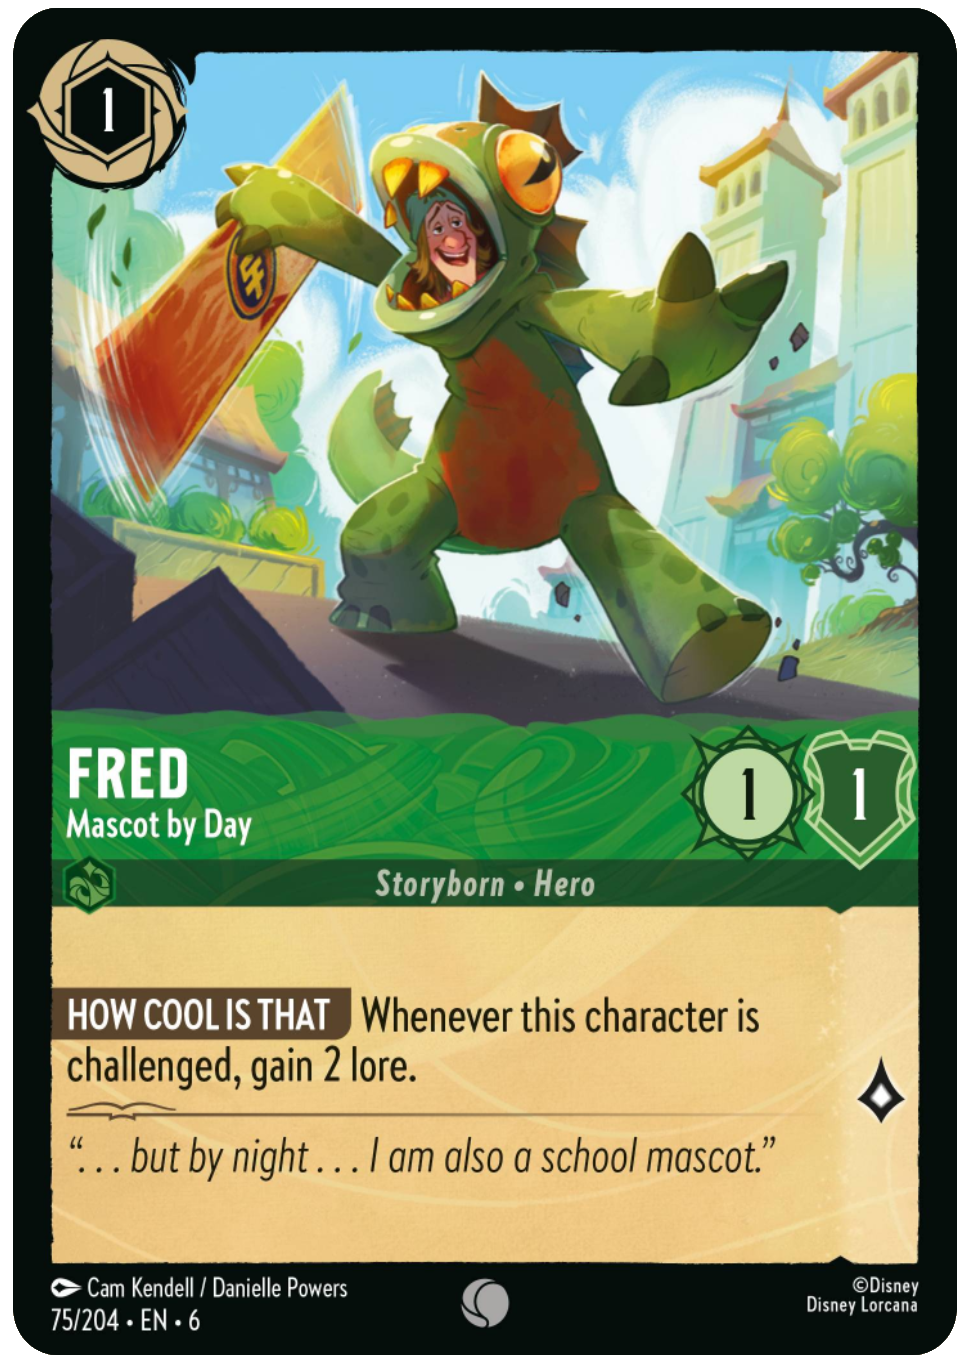 1
FRED
Mascot by Day
1
1
Storyborn • Hero
HOW COOL IS THAT Whenever this character is
challenged, gain 2 lore.
“. . . but by night . . . I am also a school mascot.”
Cam Kendell / Danielle Powers
75/204 • EN • 6
©Disney
Disney Lorcana